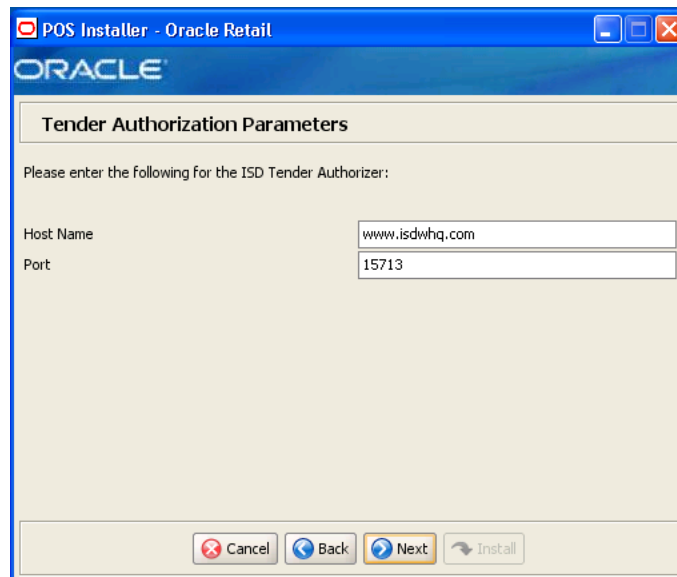 POS Installer - Oracle Retail
ORACLE
Tender Authorization Parameters
Please enter the following for the ISD Tender Authorizer:
Host Name www.isdwhq.com
Port 15713
Cancel Back Next Install